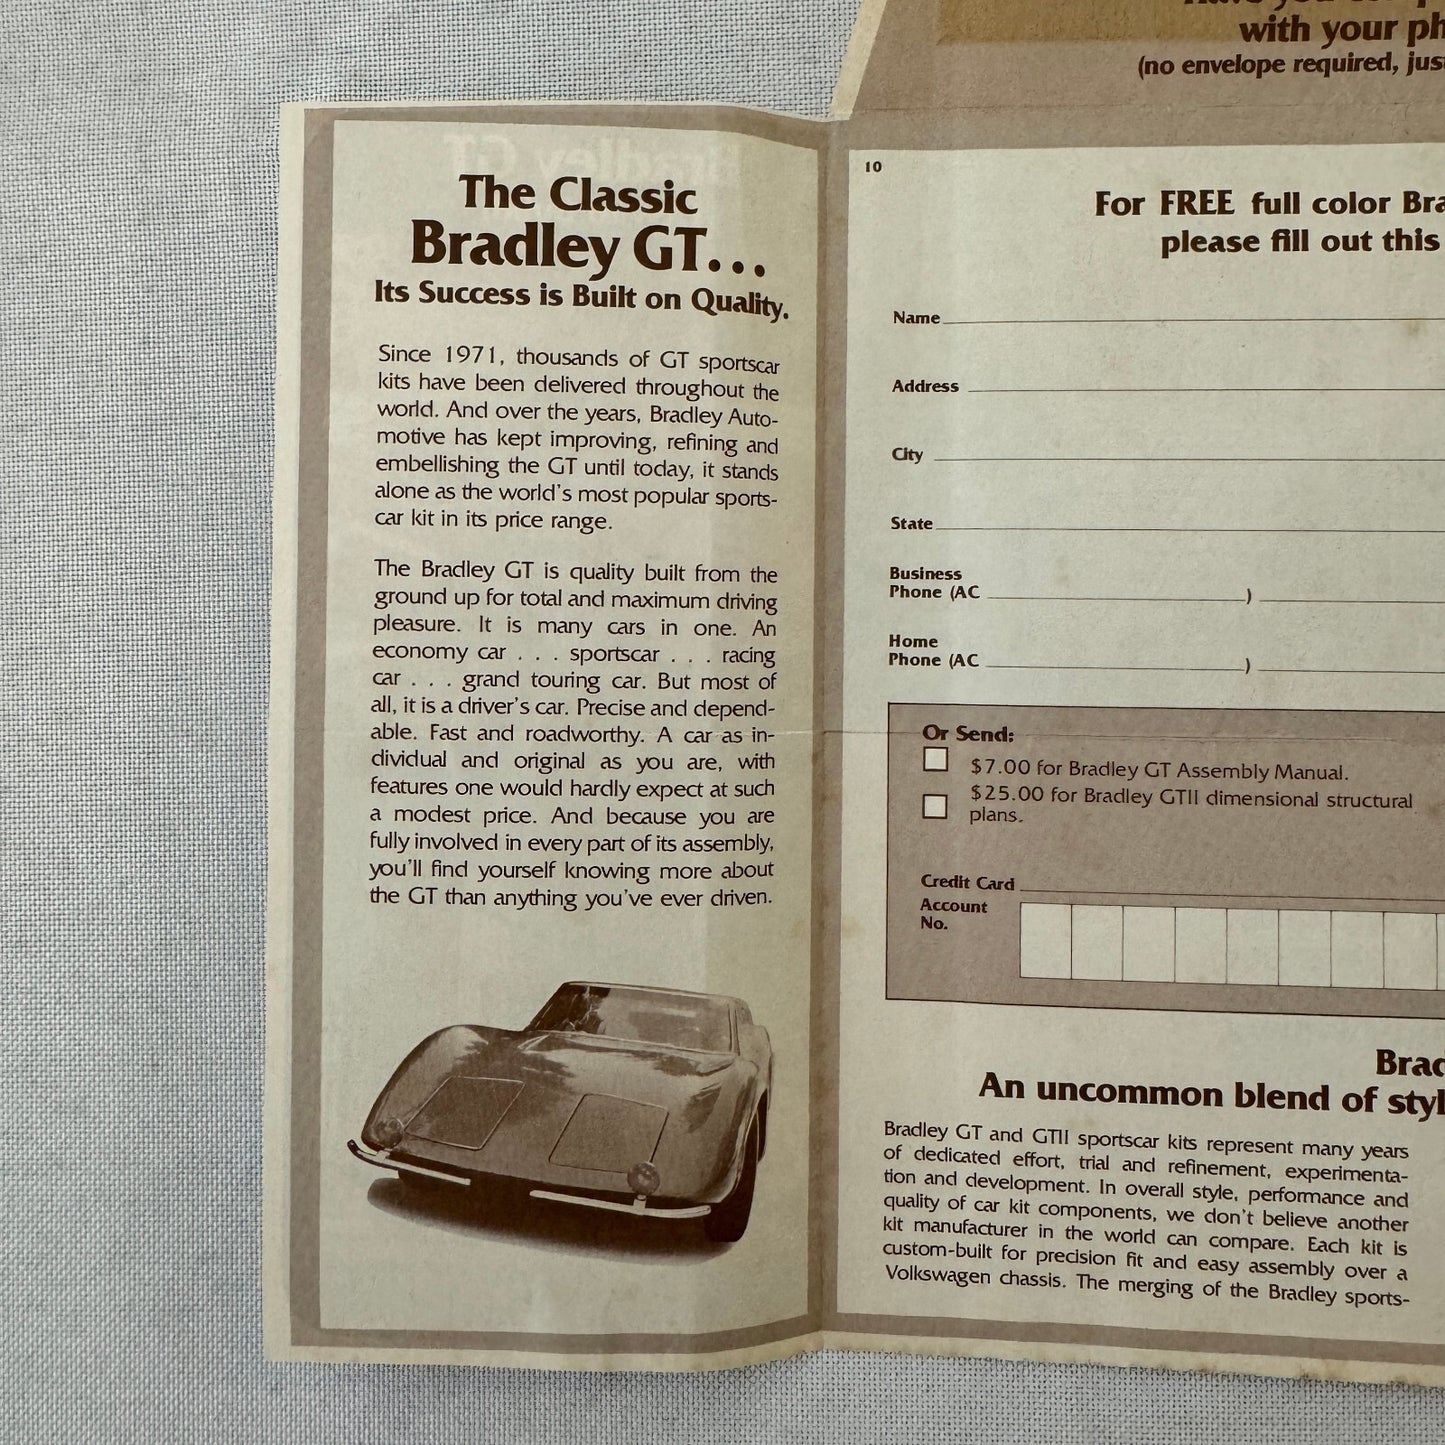 with your
(no envelope required,
The Classic
Bradley GT...
Its Success is Built on Quality.
Since 1971, thousands of GT sportscar
kits have been delivered throughout the
world. And over the years, Bradley Auto-
motive has kept improving, refining and
embellishing the GT until today, it stands
alone as the world's most popular sports-
car kit in its price range.
The Bradley GT is quality built from the
ground up for total and maximum driving
pleasure. It is many cars in one. An
economy car . . . sportscar . . . racing
car . . . grand touring car. But most of
all, it is a driver's car. Precise and depend-
able. Fast and roadworthy. A car as in-
dividual and original as you are, with
features one would hardly expect at such
a modest price. And because you are
fully involved in every part of its assembly,
you'll find yourself knowing more about
the GT than anything you've ever driven.
10
For FREE full color
please fill out this
Name
Address
City
State
Business
Phone (AC )
Home
Phone (AC )
Or Send:
$7.00 for Bradley GT Assembly Manual.
$25.00 for Bradley GTII dimensional structural
plans.
Credit Card
Account
No.
An uncommon blend of
Bradley GT and GTII sportscar kits represent many years
of dedicated effort, trial and refinement, experimenta-
tion and development. In overall style, performance and
quality of car kit components, we don't believe another
kit manufacturer in the world can compare. Each kit is
custom-built for precision fit and easy assembly over a
Volkswagen chassis. The merging of the Bradley sports-